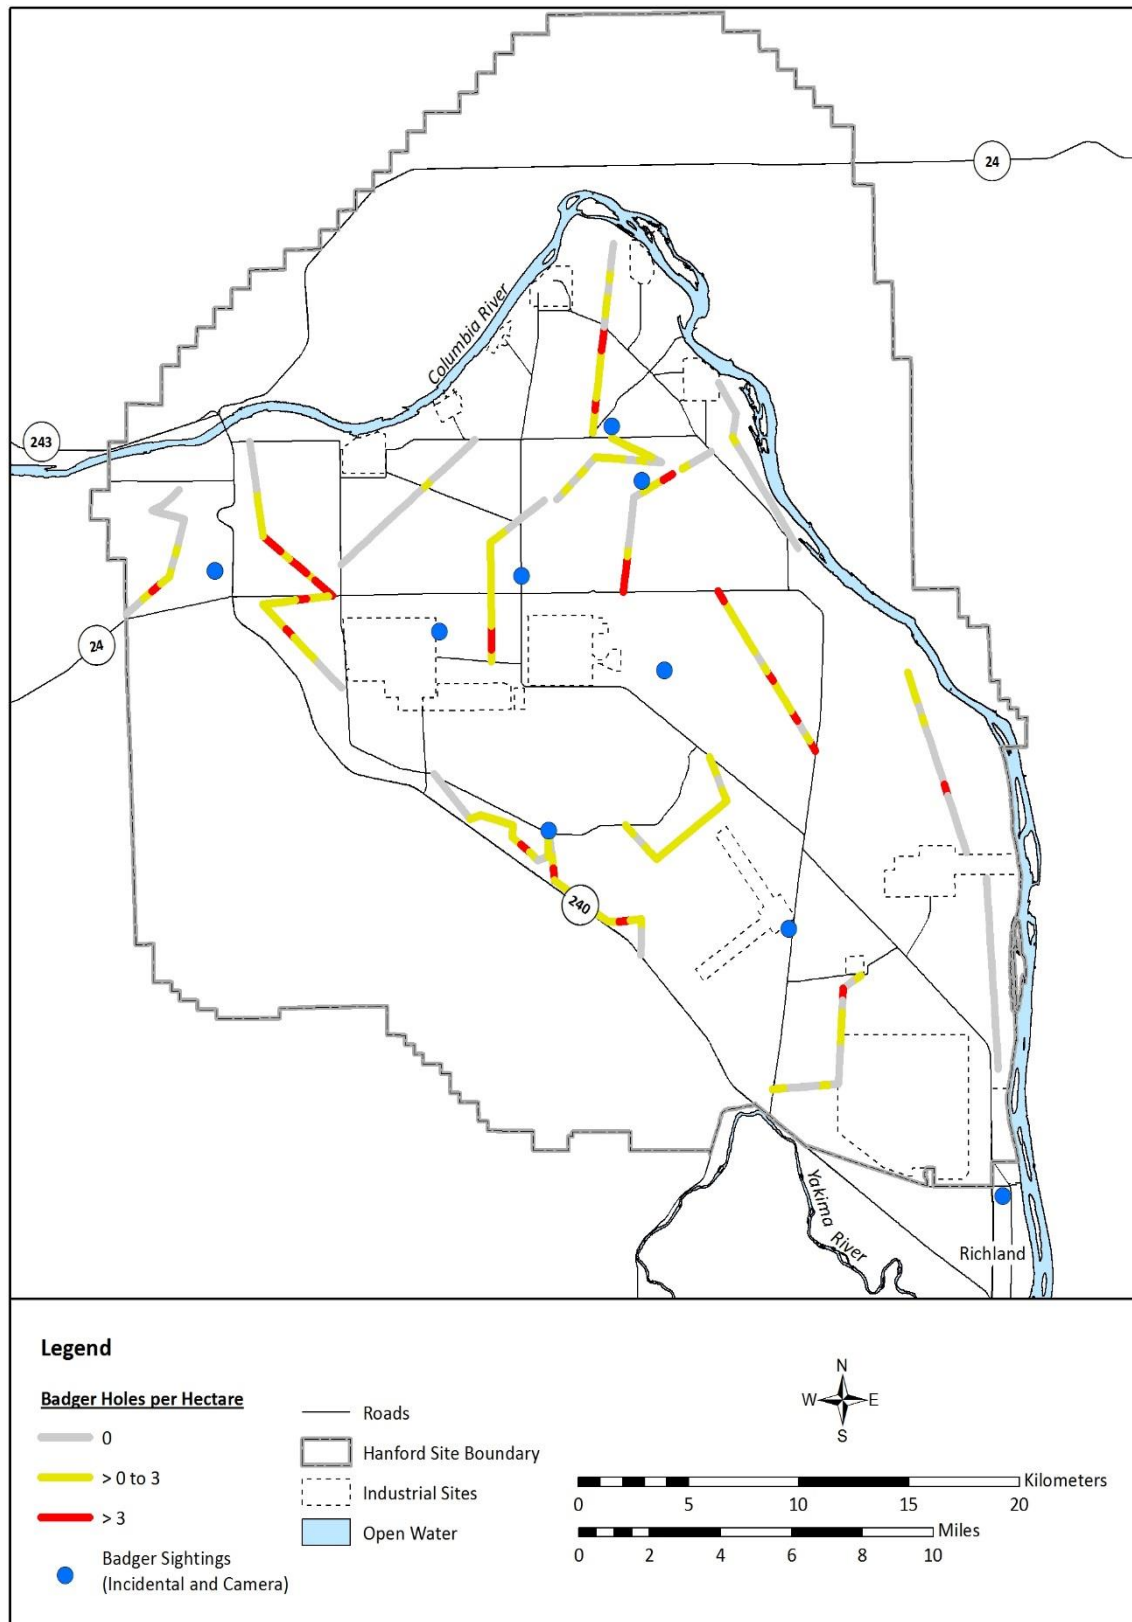 24
Columbia River
243
24
240
Yakima
River
Richland
Legend
Badger Holes per Hectare
0
> 0 to 3
> 3
Badger Sightings
(Incidental and Camera)
Roads
Hanford Site Boundary
Industrial Sites
Open Water
N
W E
S
Kilometers
0 5 10 15 20
Miles
0 2 4 6 8 10